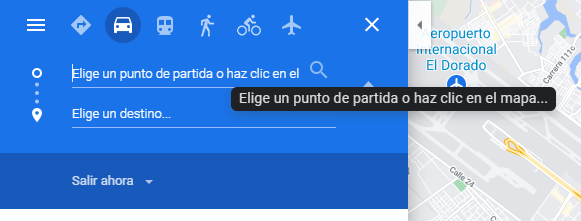 Elige un punto de partida o haz clic en el
Elige un punto de partida o haz clic en el mapa...
Elige un destino...
Salir ahora
Aeropuerto
Internacional
El Dorado
Carrera 111c
Calle 24